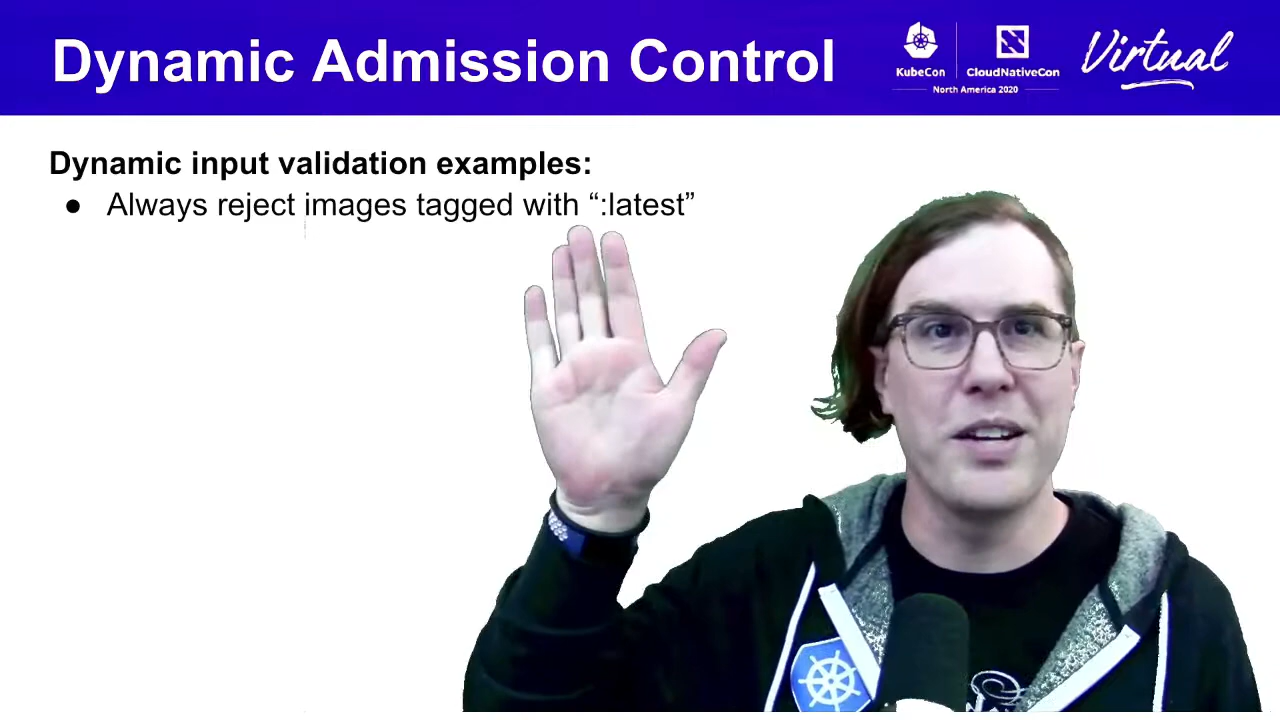 Dynamic Admission Control
KubeCon
CloudNativeCon
North America 2020
Virtual
Dynamic input validation examples:
● Always reject images tagged with “:latest”